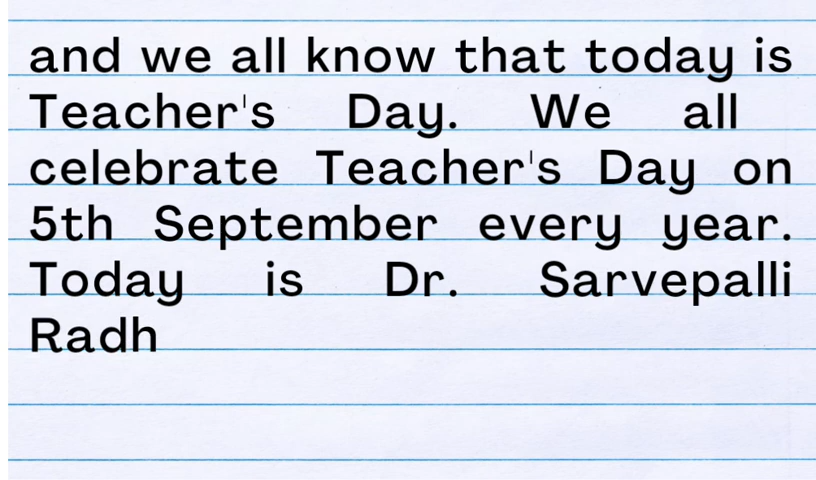 and we all know that today is
Teacher's Day. We all
celebrate Teacher's Day on
5th September every year.
Today is Dr. Sarvepalli
Radh